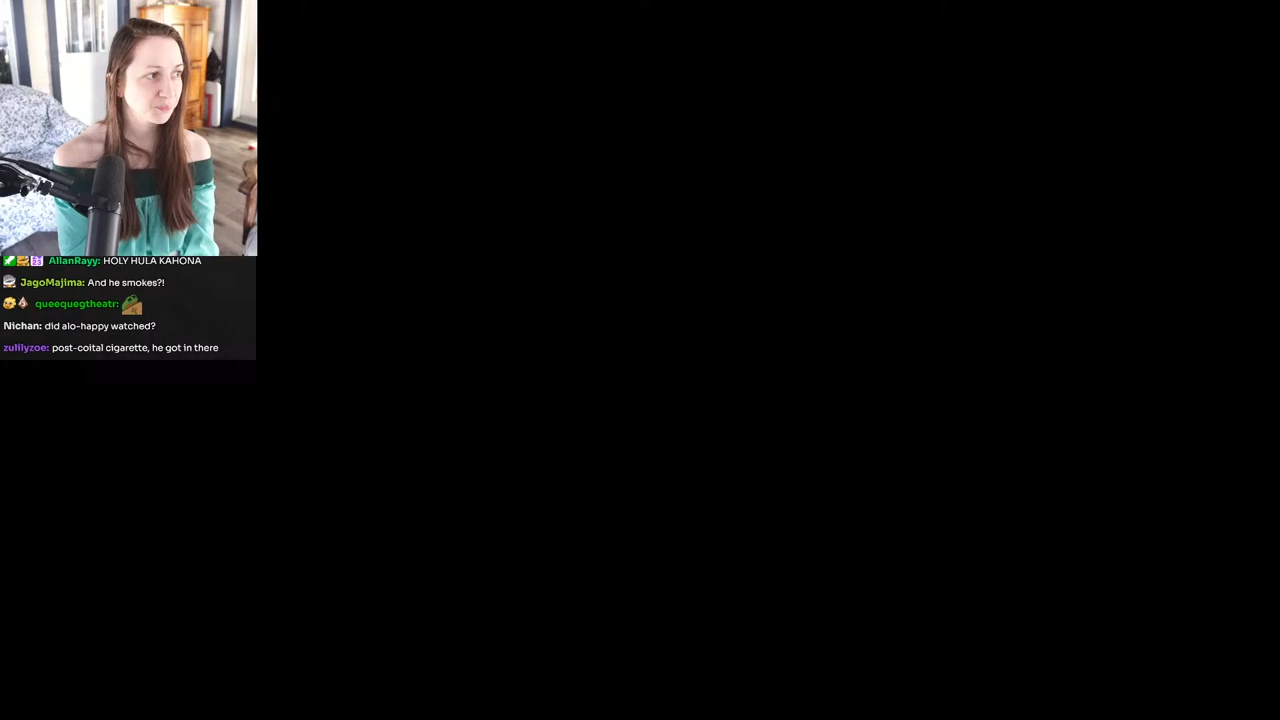 AllanRayy: HOLY HULA KAHONA
JagoMajima: And he smokes?!
queequegtheatr:
Nichan: did alo-happy watched?
zulilyzoe: post-coital cigarette, he got in there